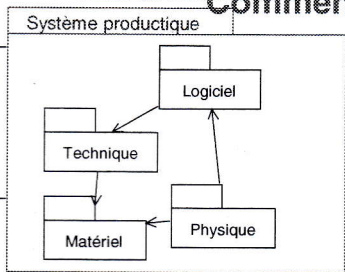 Système productique
Logiciel
Technique
Physique
Matériel